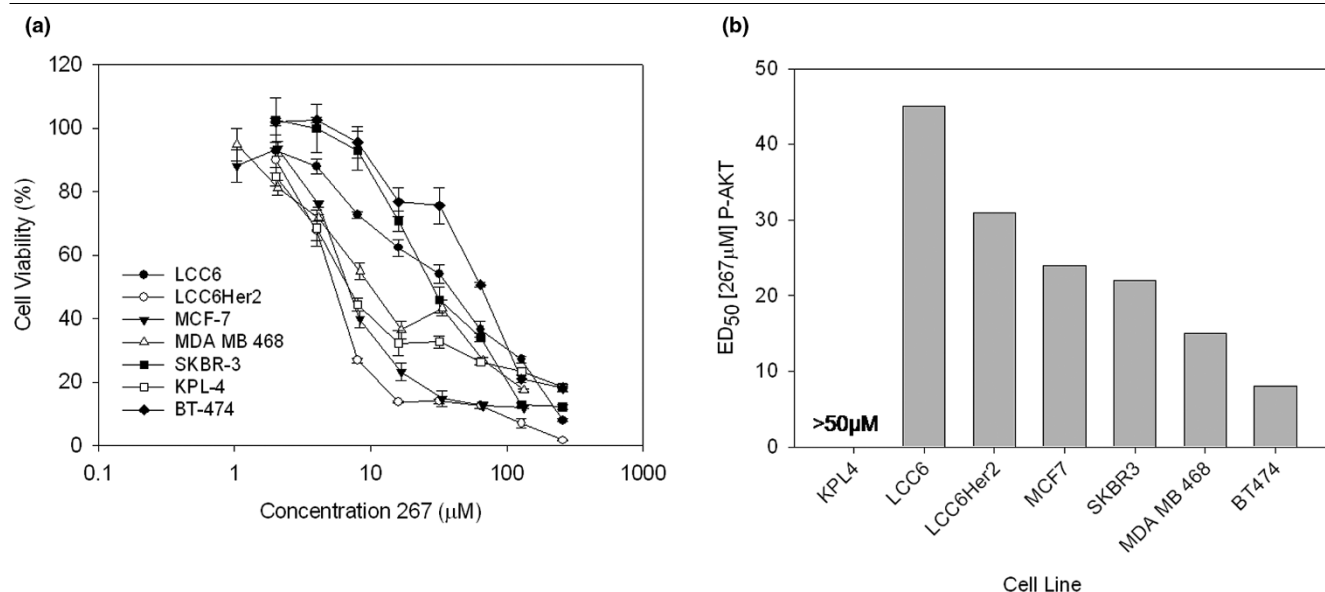 (a)
120
100
80
60
40
20
0
Cell Viability (%)
LCC6
LCC6Her2
MCF-7
MDA MB 468
SKBR-3
KPL-4
BT-474
0.1
1
10
100
1000
Concentration 267 (μM)
(b)
50
40
30
20
10
0
ED50 [267μM] P-AKT
>50μM
KPL4
LCC6
LCC6Her2
MCF7
SKBR3
MDA MB 468
BT474
Cell Line